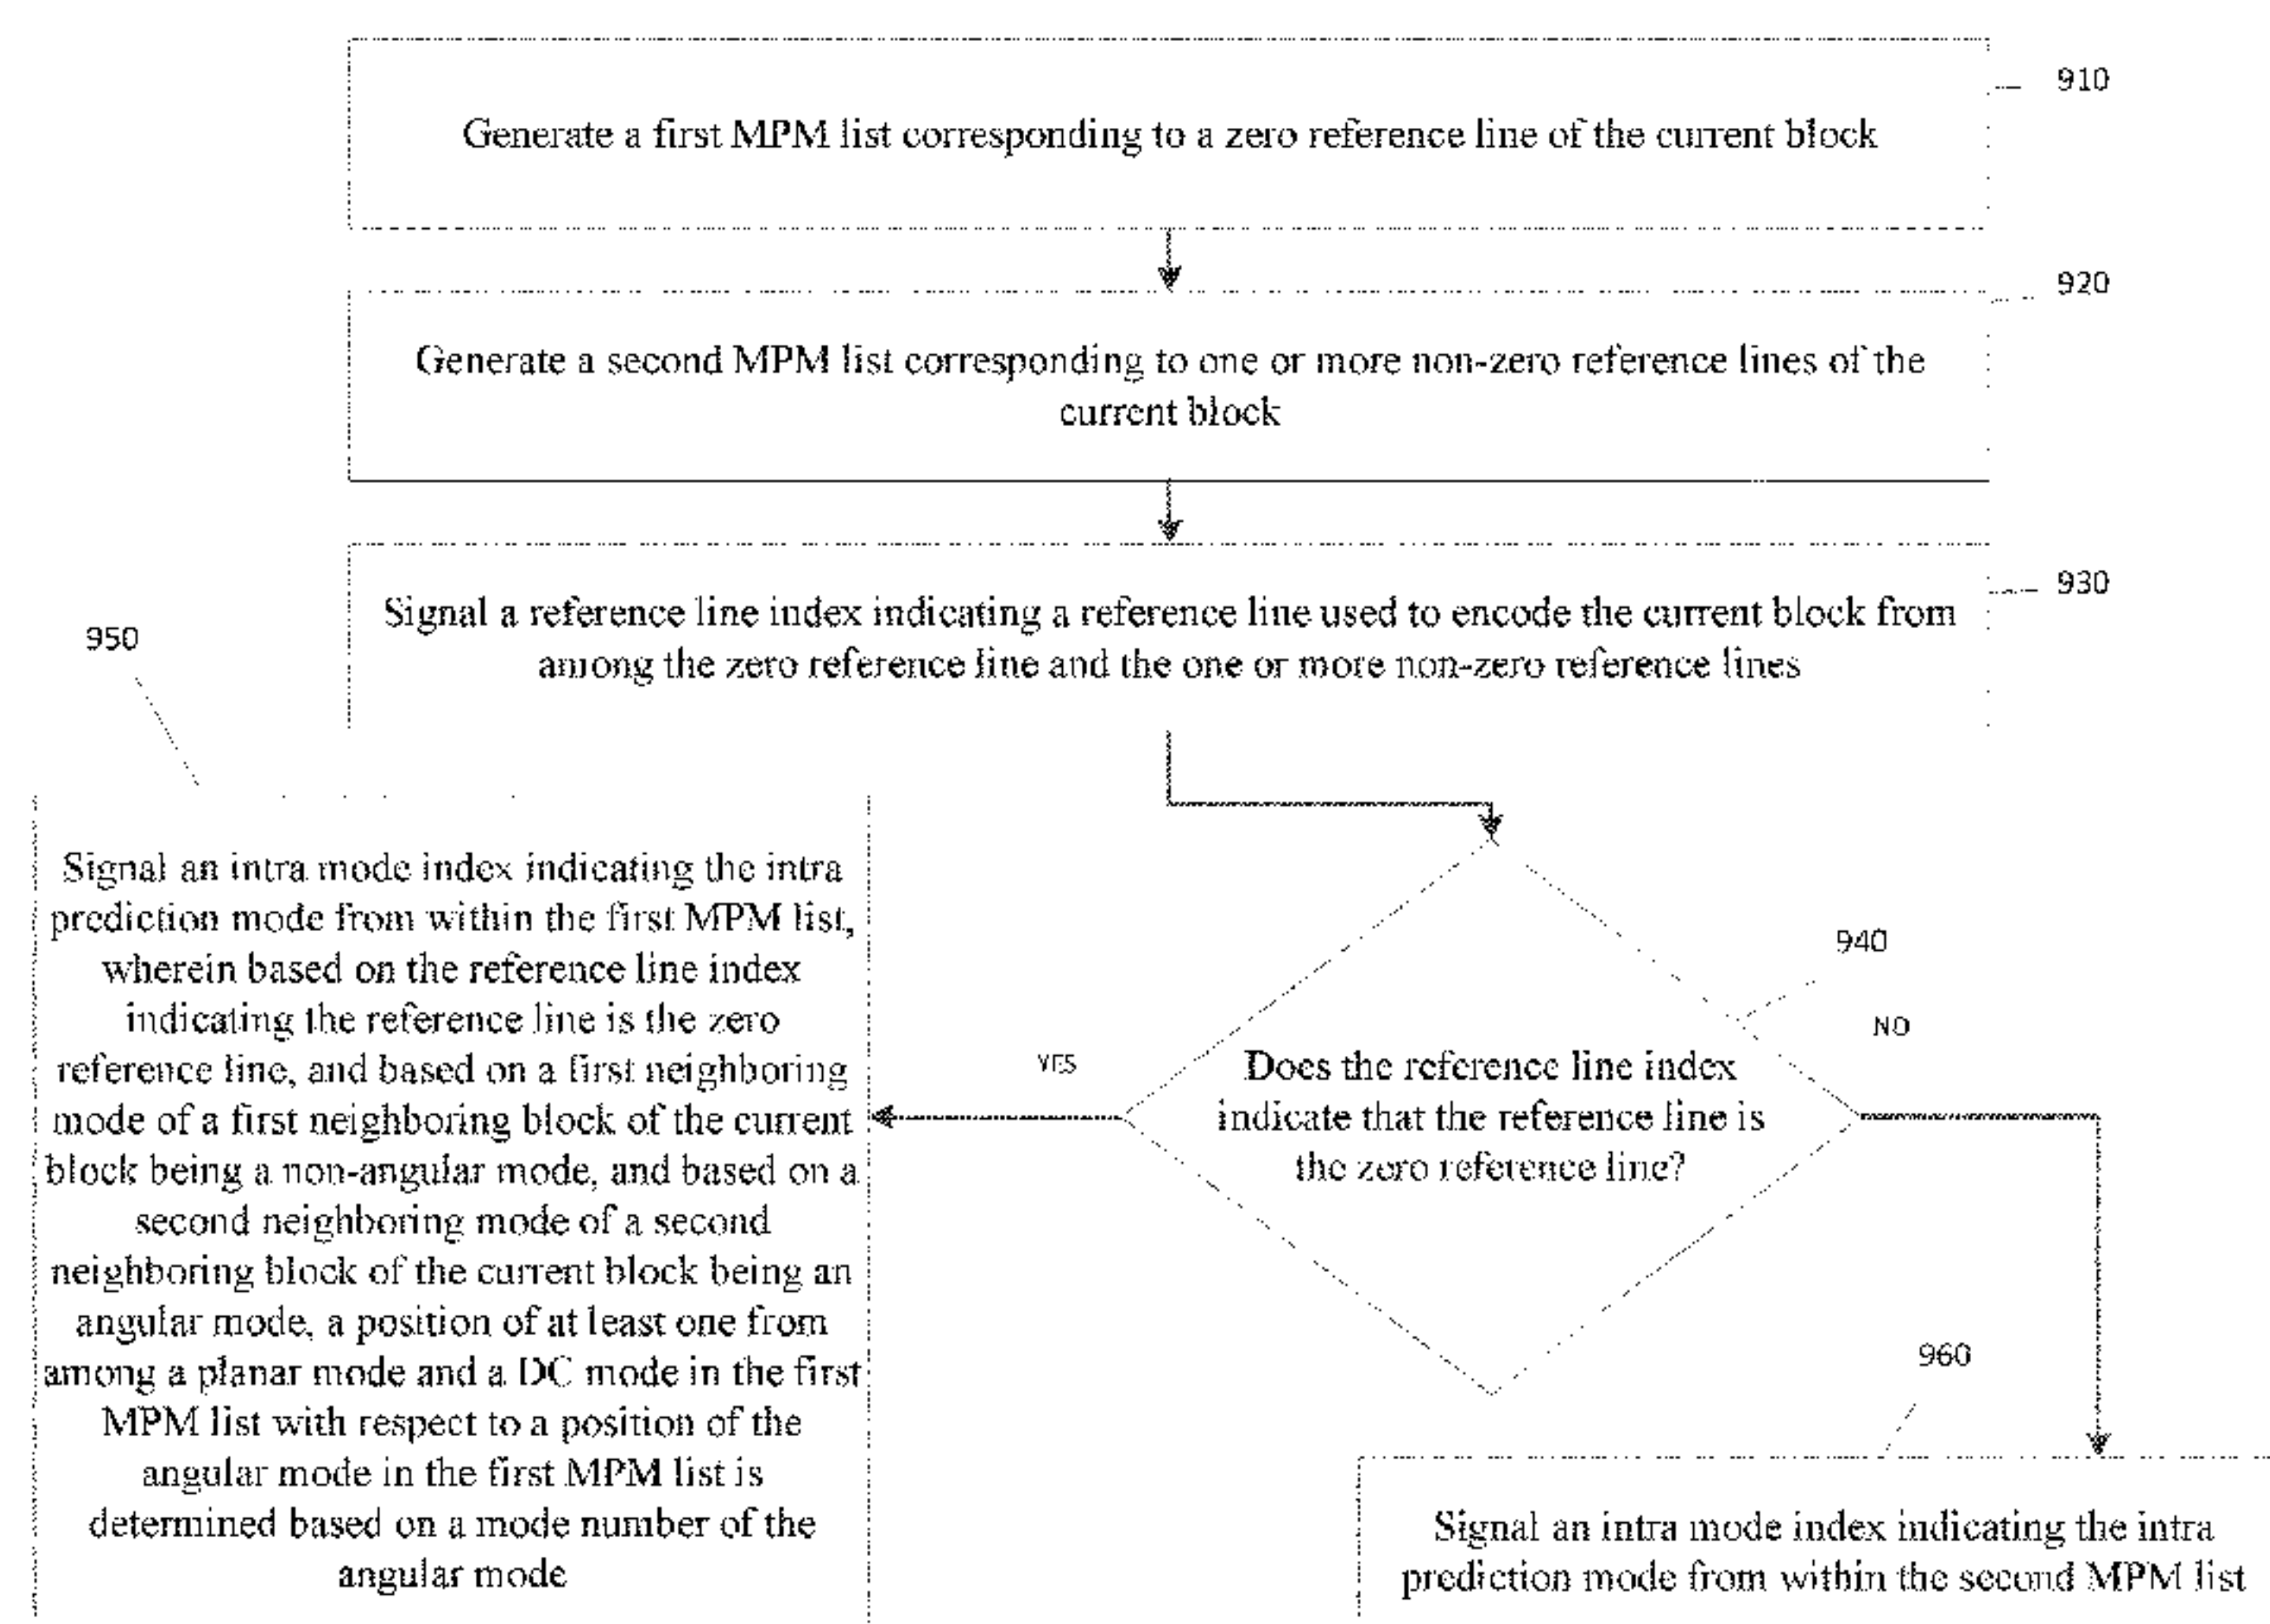 910
Generate a first MPM list corresponding to a zero reference line of the current block
920
Generate a second MPM list corresponding to one or more non-zero reference lines of the
current block
930
Signal a reference line index indicating a reference line used to encode the current block from
among the zero reference line and the one or more non-zero reference lines
950
Signal an intra mode index indicating the intra
prediction mode from within the first MPM list,
wherein based on the reference line index
indicating the reference line is the zero
reference line, and based on a first neighboring
mode of a first neighboring block of the current
block being a non-angular mode, and based on a
second neighboring mode of a second
neighboring block of the current block being an
angular mode, a position of at least one from
among a planar mode and a DC mode in the first
MPM list with respect to a position of the
angular mode in the first MPM list is
determined based on a mode number of the
angular mode
940
NO
YES
Does the reference line index
indicate that the reference line is
the zero reference line?
960
Signal an intra mode index indicating the intra
prediction mode from within the second MPM list